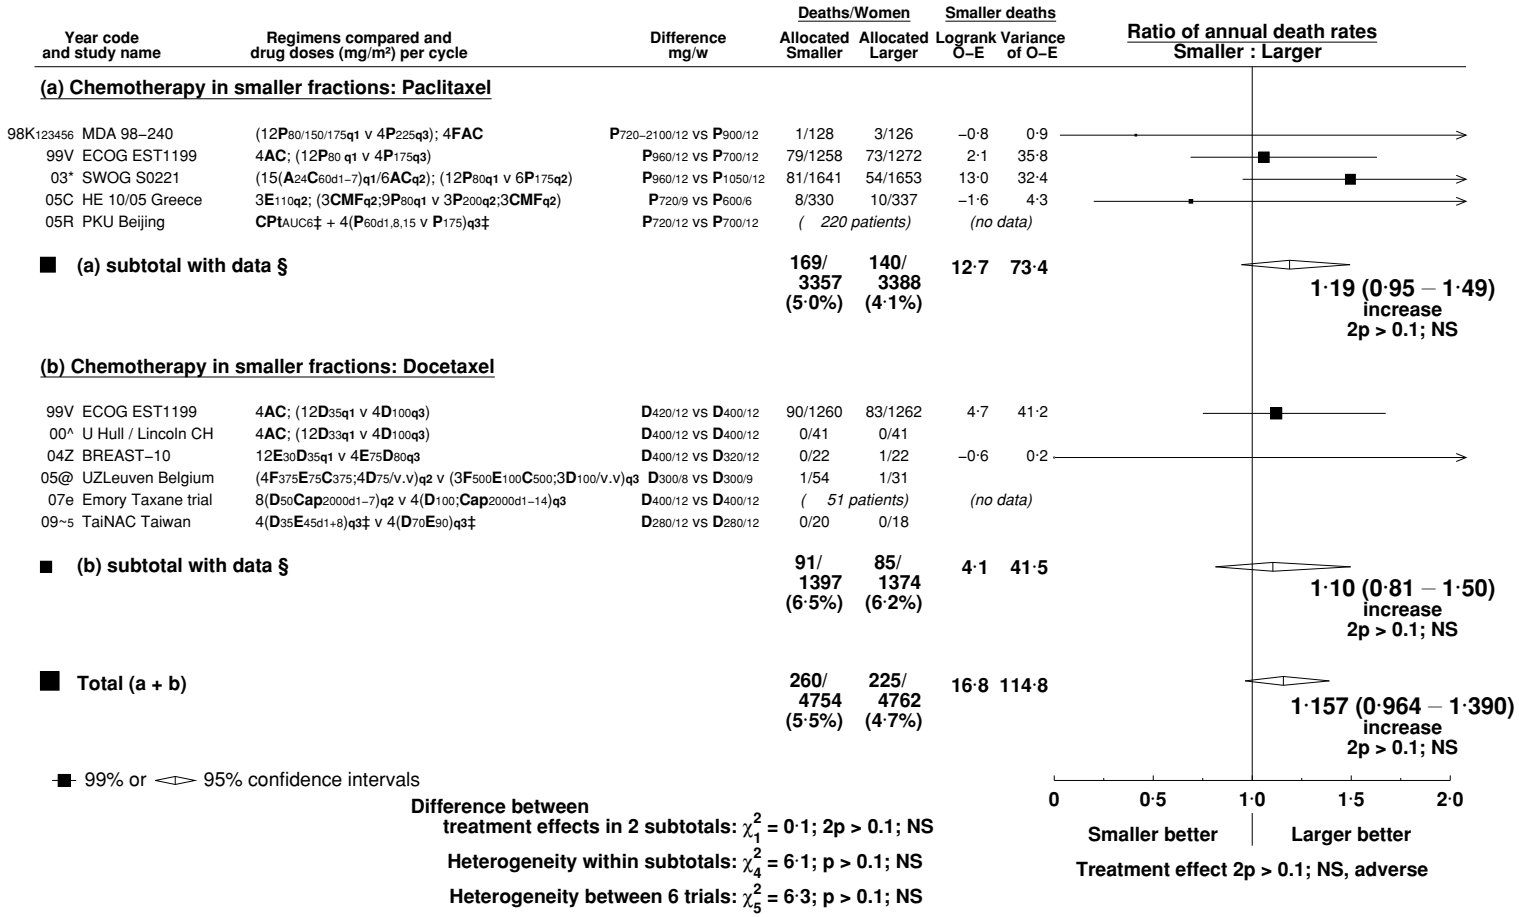 Deaths/Women Smaller deaths
Year code Regimens compared and Difference Allocated Allocated Logrank Variance Ratio of annual death rates
and study name drug doses (mg/m²) per cycle mg/w Smaller Larger O–E of O–E Smaller : Larger
(a) Chemotherapy in smaller fractions: Paclitaxel
98K123456 MDA 98–240 (12P80/150/175q1 v 4P225q3); 4FAC P720–2100/12 VS P900/12 1/128 3/126 –0·8 0·9
99V ECOG EST1199 4AC; (12P80 q1 v 4P175q3) P960/12 VS P700/12 79/1258 73/1272 2·1 35·8
03* SWOG S0221 (15(A24C60d1–7)q1/6ACq2); (12P80q1 v 6P175q2) P960/12 VS P1050/12 81/1641 54/1653 13·0 32·4
05C HE 10/05 Greece 3E110q2; (3CMFq2;9P80q1 v 3P200q2;3CMFq2) P720/9 VS P600/6 8/330 10/337 –1·6 4·3
05R PKU Beijing CPtAUC6‡ + 4(P60d1,8,15 v P175)q3‡ P720/12 VS P700/12 ( 220 patients) (no data)
(a) subtotal with data § 169/ 140/ 12·7 73·4
3357 3388
(5·0%) (4·1%)
1·19 (0·95 – 1·49)
increase
2p > 0.1; NS
(b) Chemotherapy in smaller fractions: Docetaxel
99V ECOG EST1199 4AC; (12D35q1 v 4D100q3) D420/12 VS D400/12 90/1260 83/1262 4·7 41·2
00^ U Hull / Lincoln CH 4AC; (12D33q1 v 4D100q3) D400/12 VS D400/12 0/41 0/41
04Z BREAST–10 12E30D35q1 v 4E75D80q3 D400/12 VS D320/12 0/22 1/22 –0·6 0·2
05@ UZLeuven Belgium (4F375E75C375;4D75/v.v)q2 v (3F500E100C500;3D100/v.v)q3 D300/8 VS D300/9 1/54 1/31
07e Emory Taxane trial 8(D50Cap2000d1–7)q2 v 4(D100;Cap2000d1–14)q3 D400/12 VS D400/12 ( 51 patients) (no data)
09~5 TaiNAC Taiwan 4(D35E45d1+8)q3‡ v 4(D70E90)q3‡ D280/12 VS D280/12 0/20 0/18
(b) subtotal with data § 91/ 85/ 4·1 41·5
1397 1374
(6·5%) (6·2%)
1·10 (0·81 – 1·50)
increase
2p > 0.1; NS
Total (a + b) 260/ 225/ 16·8 114·8
4754 4762
(5·5%) (4·7%)
1·157 (0·964 – 1·390)
increase
2p > 0.1; NS
99% or 95% confidence intervals
0 0·5 1·0 1·5 2·0
Smaller better Larger better
Treatment effect 2p > 0.1; NS, adverse
Difference between
treatment effects in 2 subtotals: χ²₁ = 0·1; 2p > 0.1; NS
Heterogeneity within subtotals: χ²₄ = 6·1; p > 0.1; NS
Heterogeneity between 6 trials: χ²₅ = 6·3; p > 0.1; NS